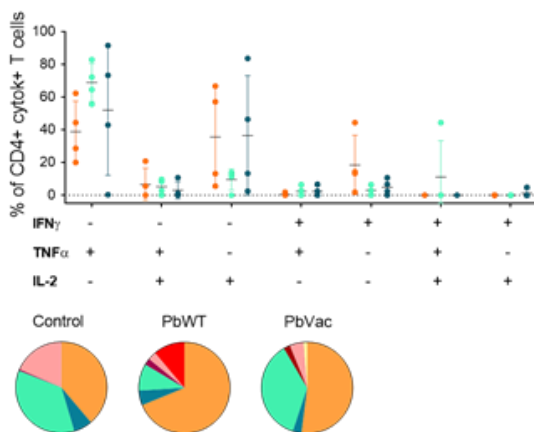 % of CD4+ cytok+ T cells
100
80
60
40
20
0
IFNγ - - - + + + +
TNFα + + - + - + -
IL-2 - + + - - + +
Control PbWT PbVac